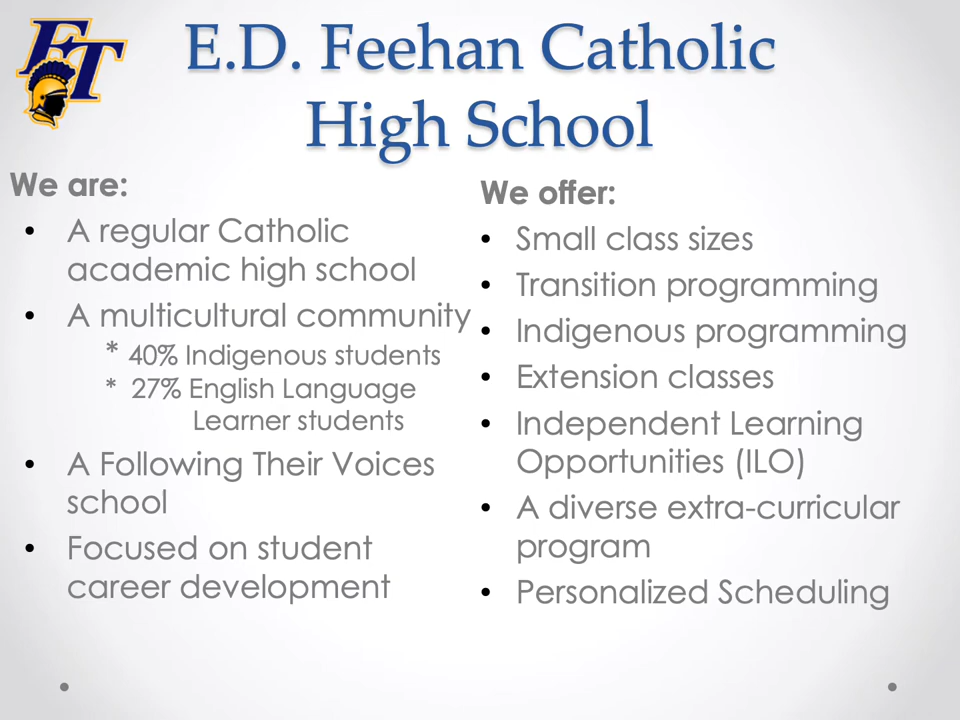 FT
E.D. Feehan Catholic
High School
We are:
• A regular Catholic
academic high school
• A multicultural community
* 40% Indigenous students
* 27% English Language
Learner students
• A Following Their Voices
school
• Focused on student
career development
We offer:
• Small class sizes
• Transition programming
• Indigenous programming
• Extension classes
• Independent Learning
Opportunities (ILO)
• A diverse extra-curricular
program
• Personalized Scheduling